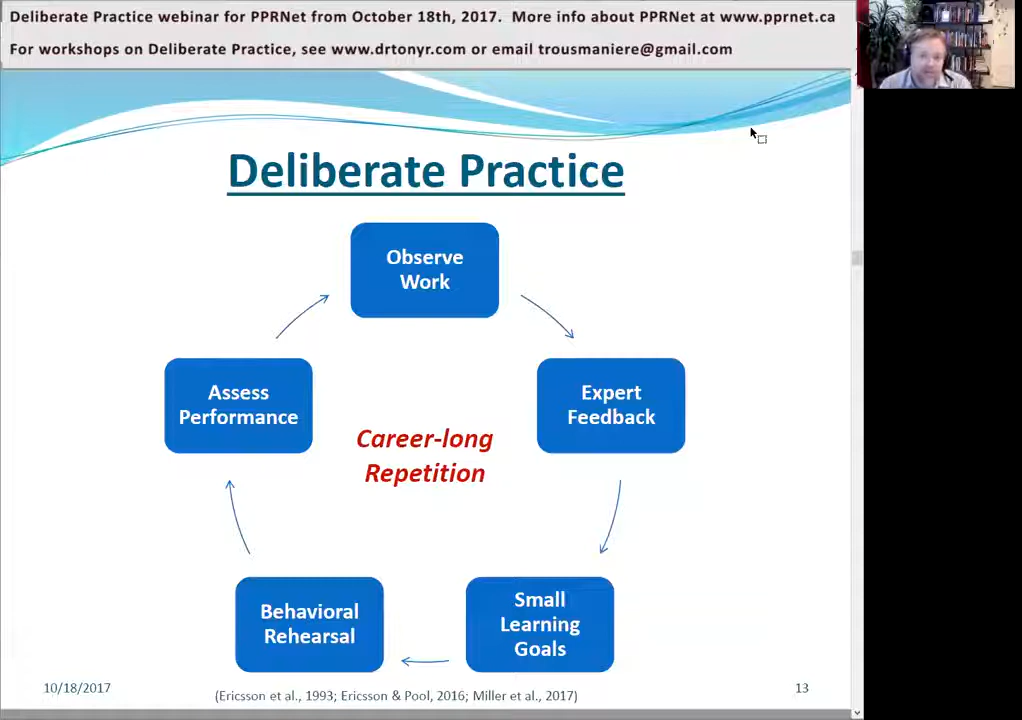 Deliberate Practice webinar for PPRNet from October 18th, 2017.  More info about PPRNet at www.pprnet.ca
For workshops on Deliberate Practice, see www.drtonyr.com or email trousmaniere@gmail.com
Deliberate Practice
Observe
Work
Expert
Feedback
Small
Learning
Goals
Behavioral
Rehearsal
Assess
Performance
Career-long
Repetition
10/18/2017
(Ericsson et al., 1993; Ericsson & Pool, 2016; Miller et al., 2017)
13